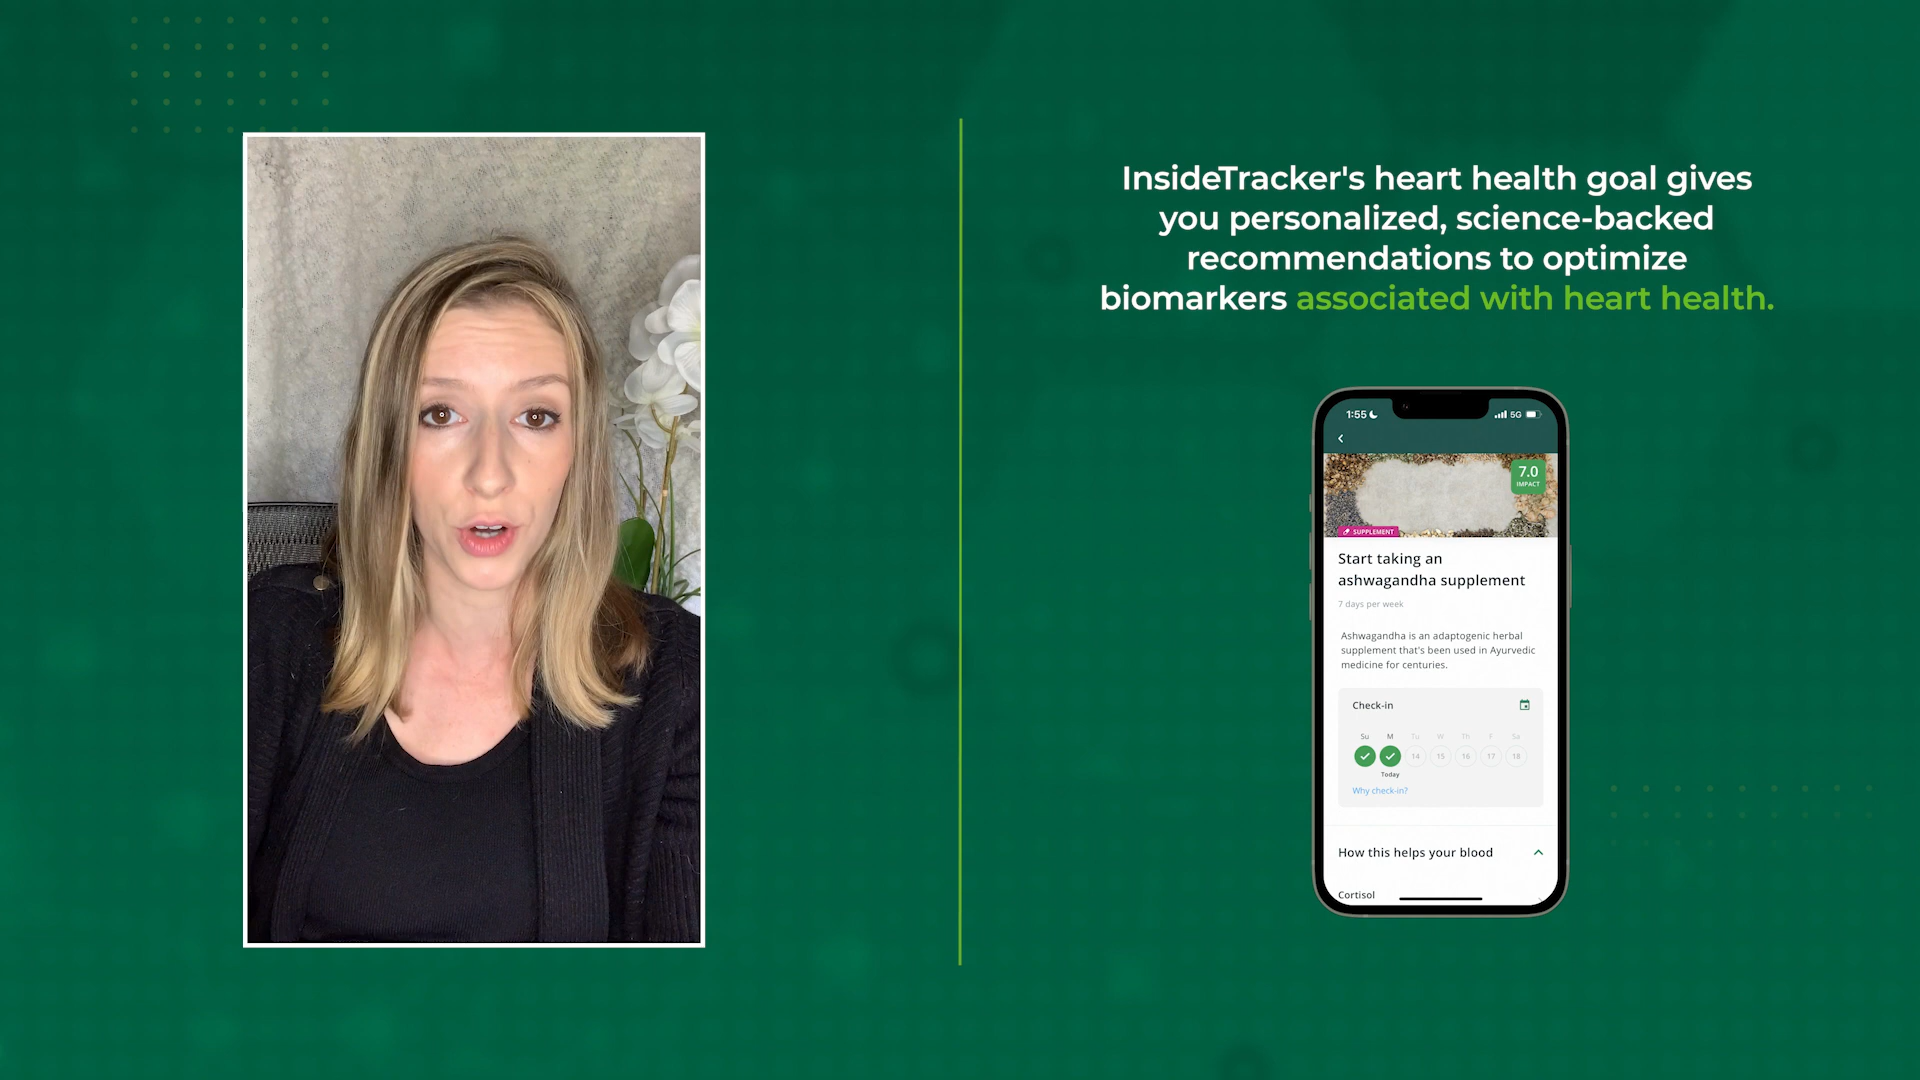 InsideTracker's heart health goal gives
you personalized, science-backed
recommendations to optimize
biomarkers associated with heart health.
1:55
5G
7.0
IMPACT
SUPPLEMENT
Start taking an
ashwagandha supplement
7 days per week
Ashwagandha is an adaptogenic herbal
supplement that's been used in Ayurvedic
medicine for centuries.
Check-in
Su M Tu W Th F Sa
14 15 16 17 18
Today
Why check-in?
How this helps your blood
Cortisol